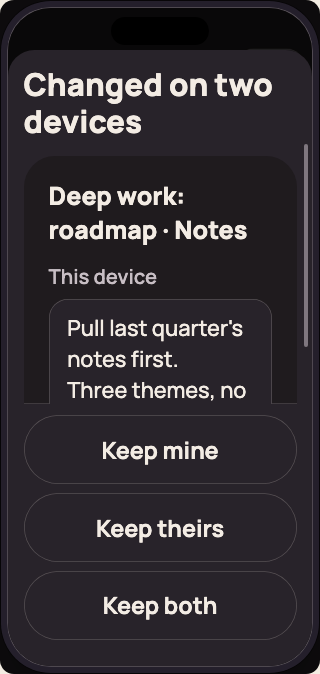 Changed on two
devices
Deep work:
roadmap · Notes
This device
Pull last quarter's
notes first.
Three themes, no
Keep mine
Keep theirs
Keep both